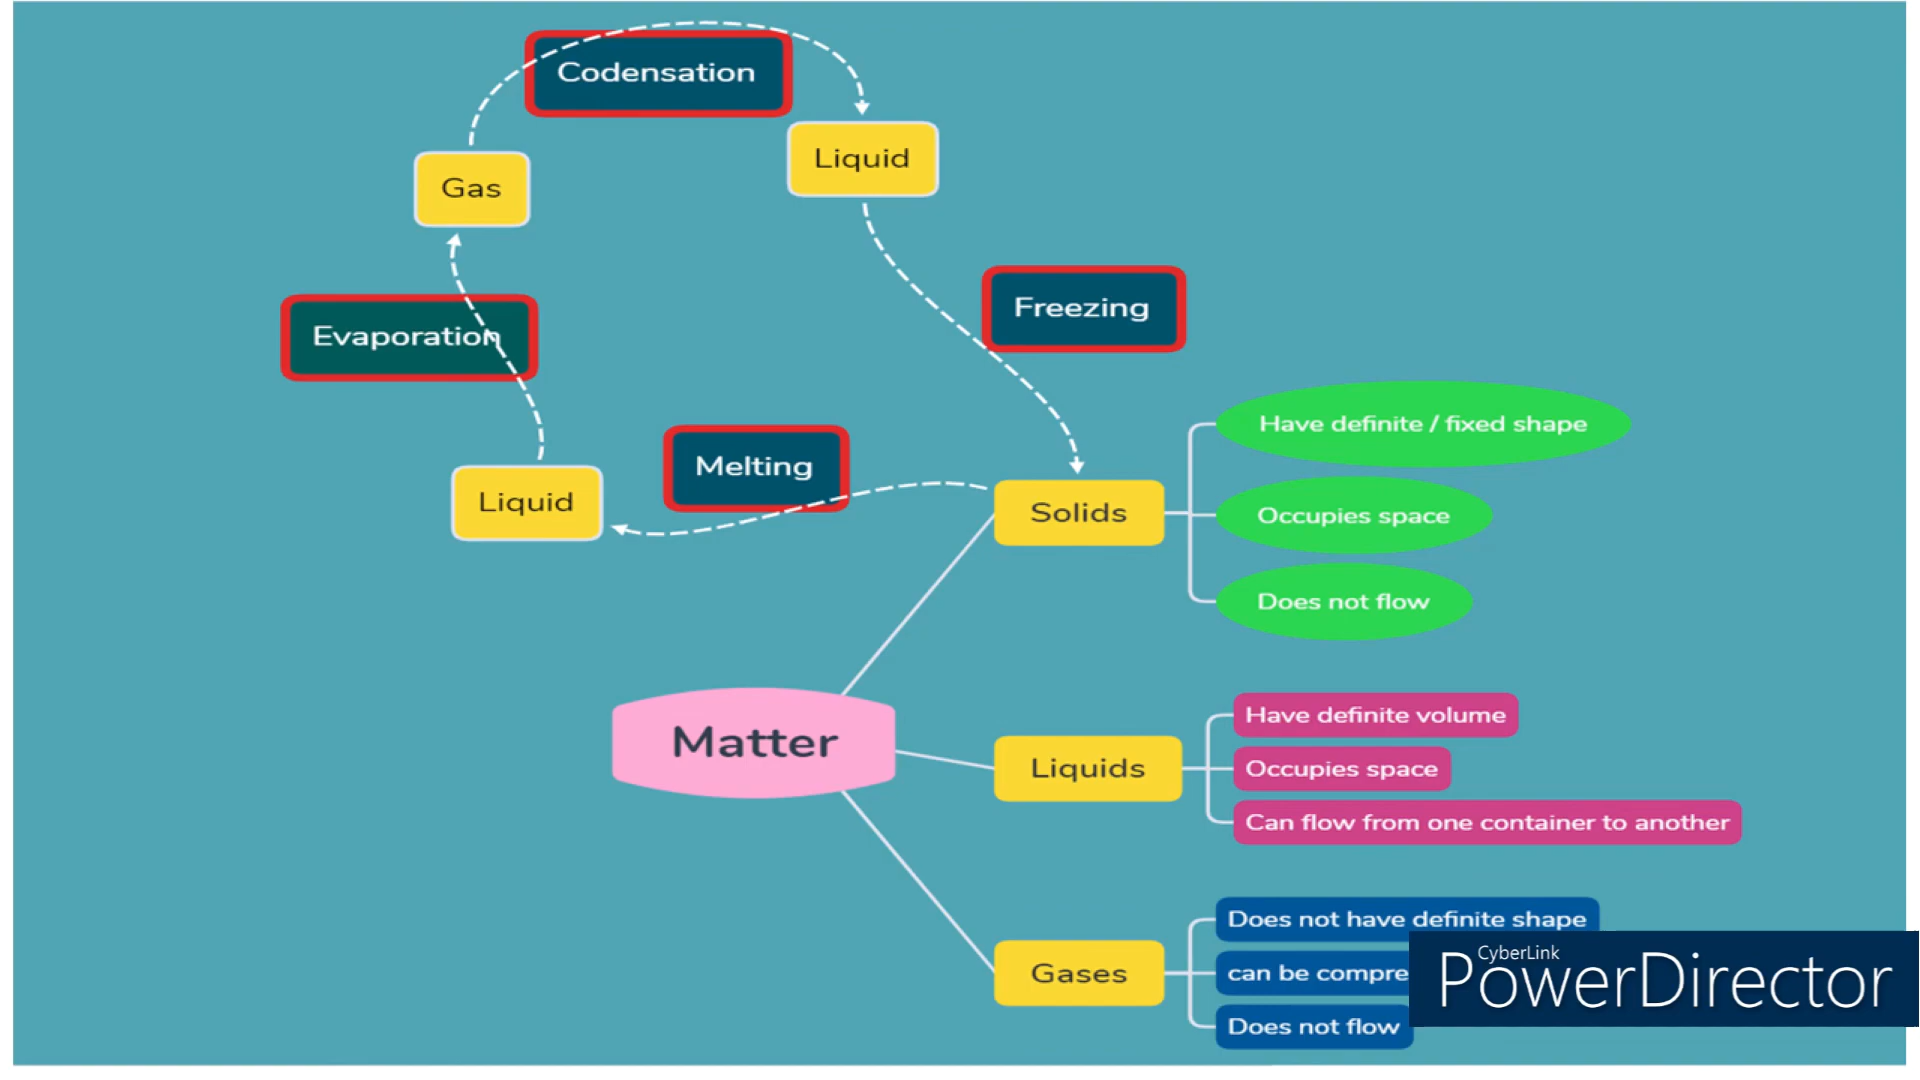 Codensation
Liquid
Gas
Freezing
Evaporation
Melting
Liquid
Solids
Have definite / fixed shape
Occupies space
Does not flow
Matter
Liquids
Have definite volume
Occupies space
Can flow from one container to another
Gases
Does not have definite shape
can be
Does not flow
CyberLink
PowerDirector